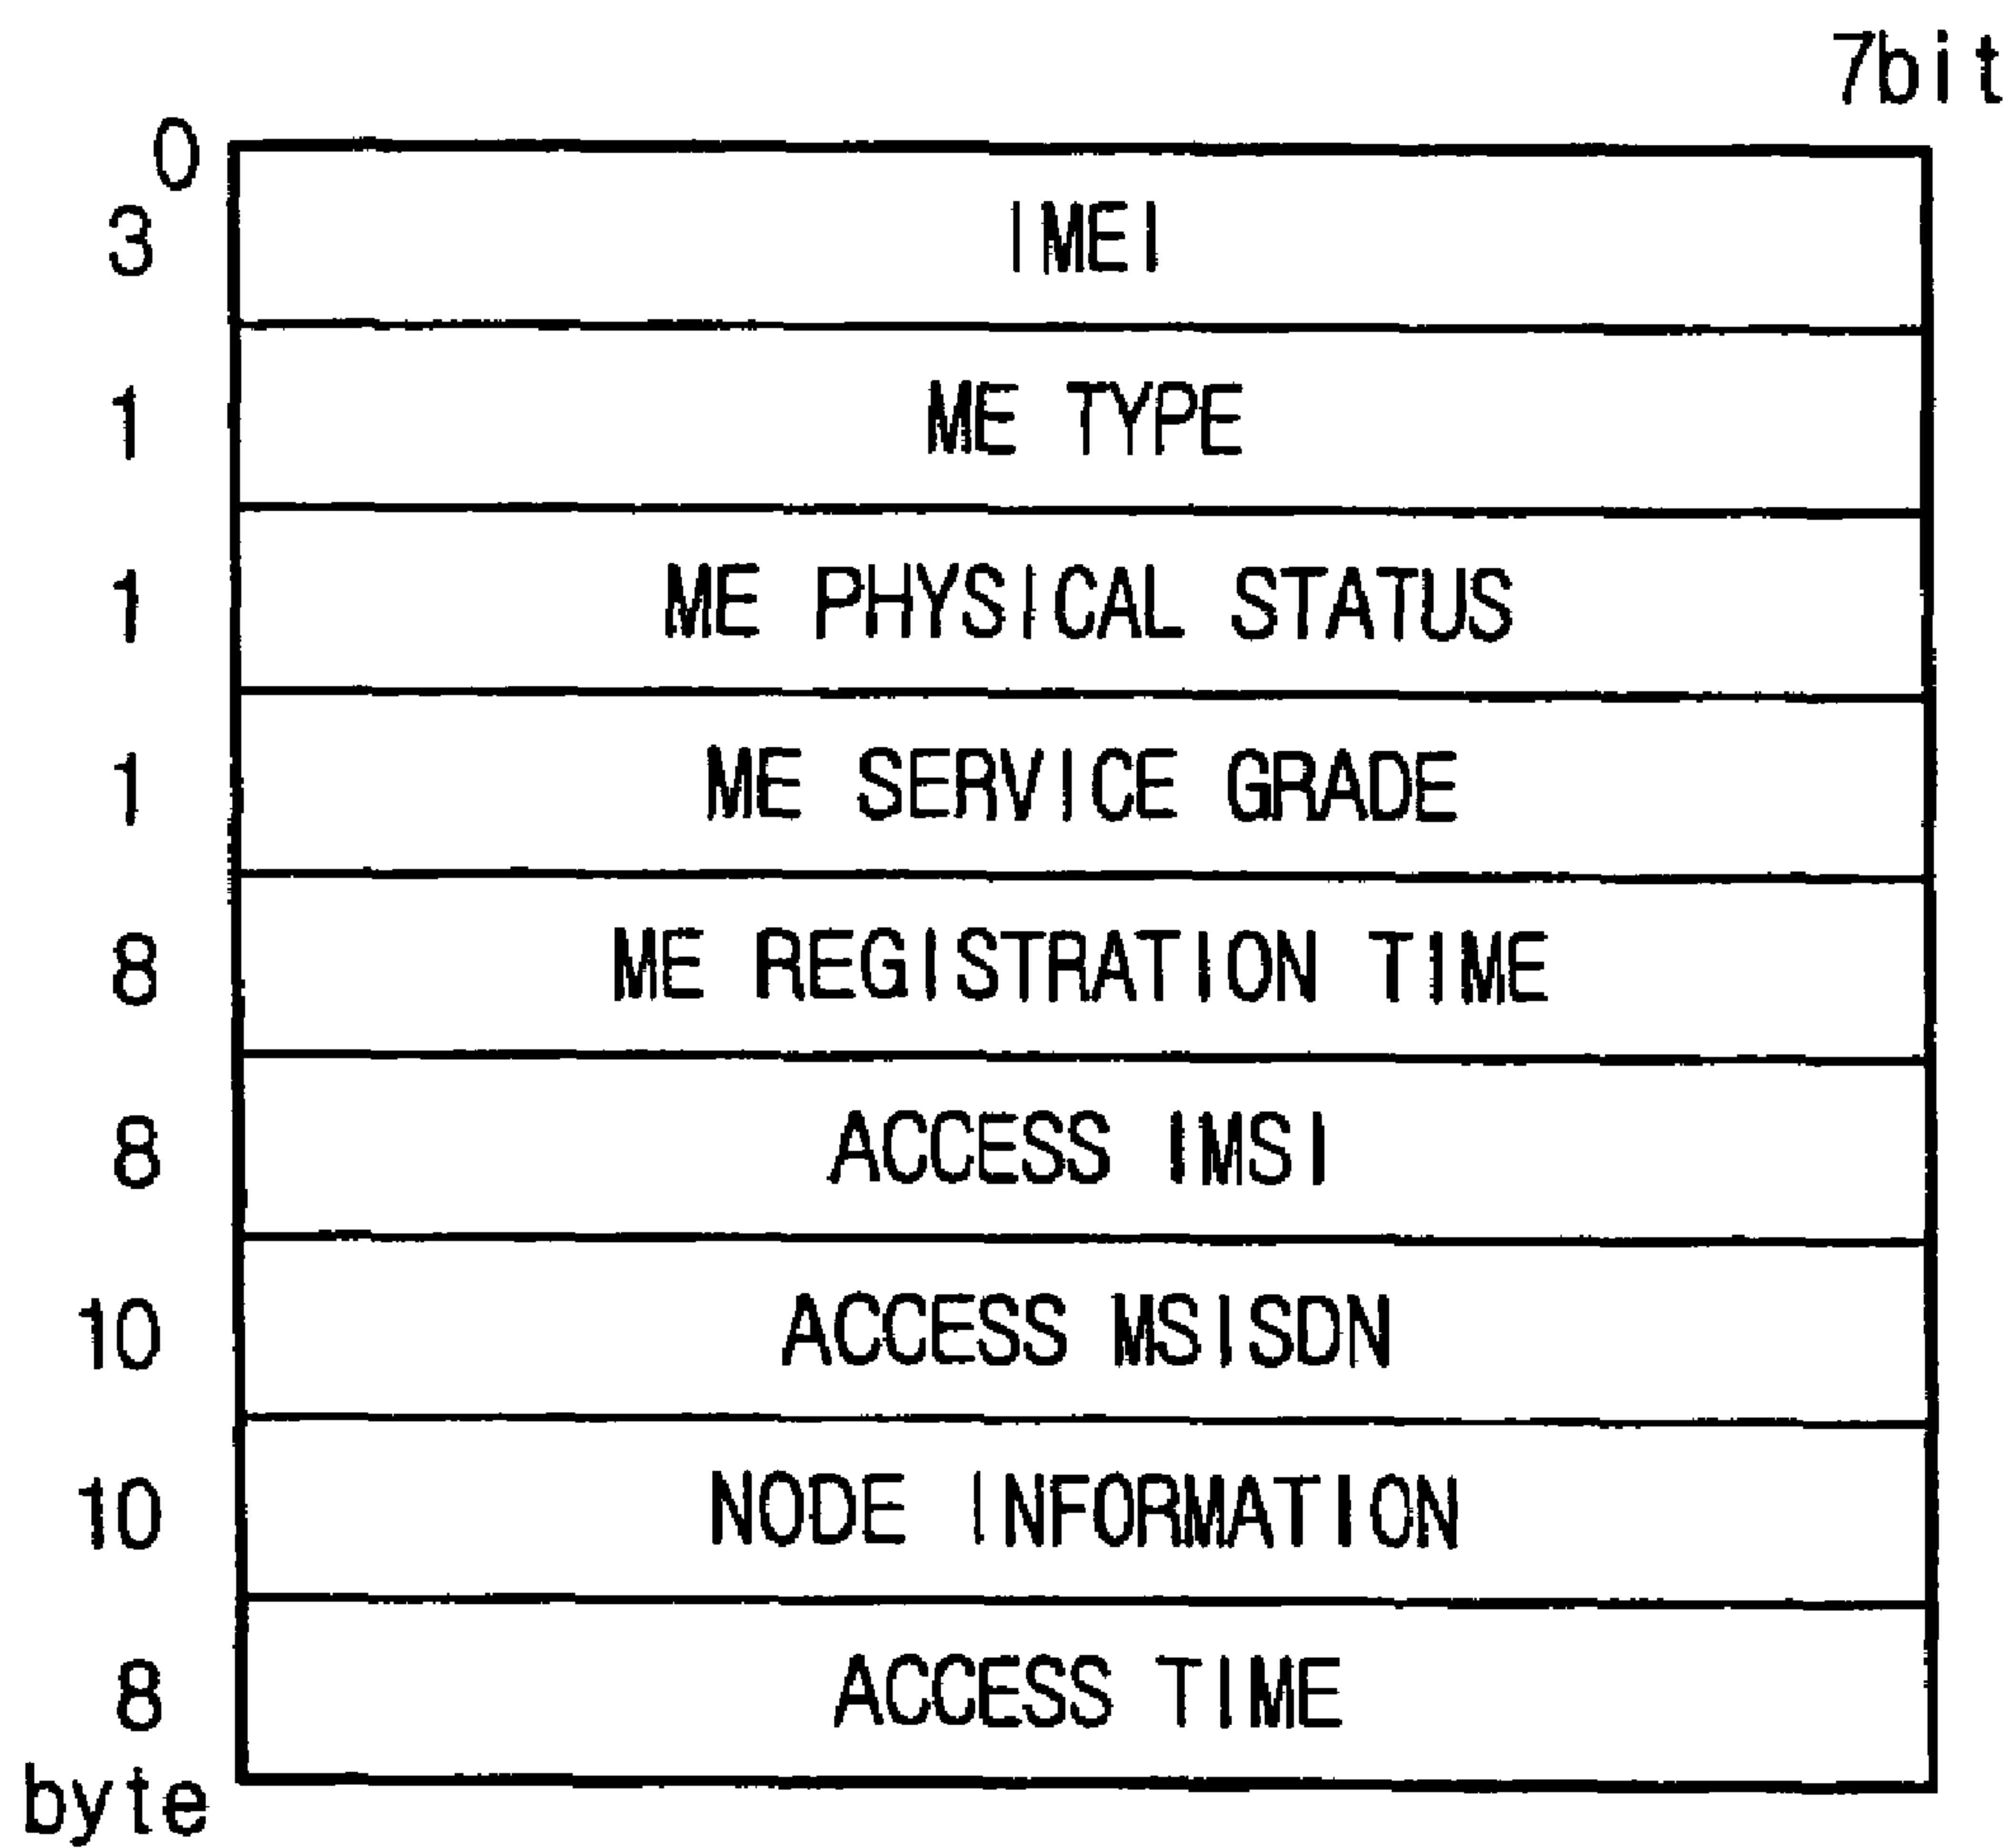 7bit
0
3 IMEI
1 ME TYPE
1 ME PHYSICAL STATUS
1 ME SERVICE GRADE
8 ME REGISTRATION TIME
8 ACCESS IMSI
10 ACCESS MSISDN
10 NODE INFORMATION
8 ACCESS TIME
byte